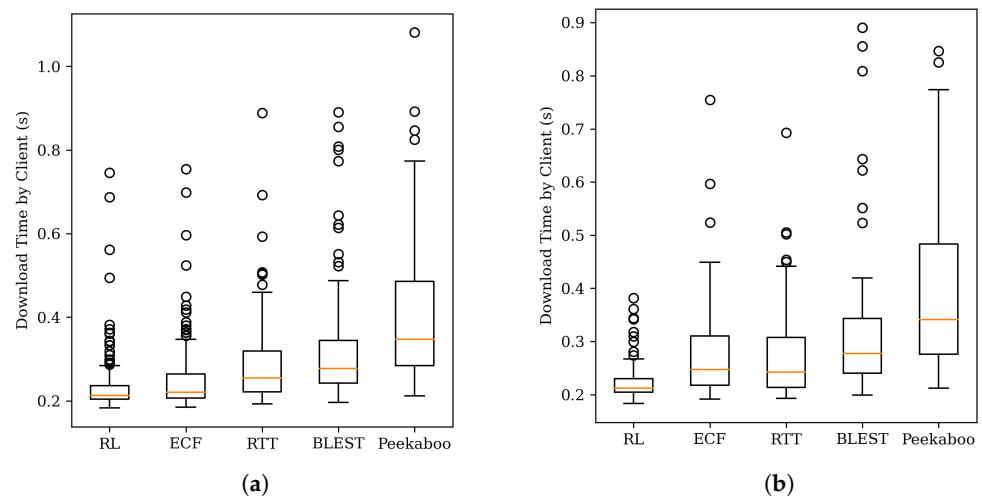 Download Time by Client (s)
1.0
0.8
0.6
0.4
0.2
RL ECF RTT BLEST Peekaboo
(a)
Download Time by Client (s)
0.9
0.8
0.7
0.6
0.5
0.4
0.3
0.2
RL ECF RTT BLEST Peekaboo
(b)